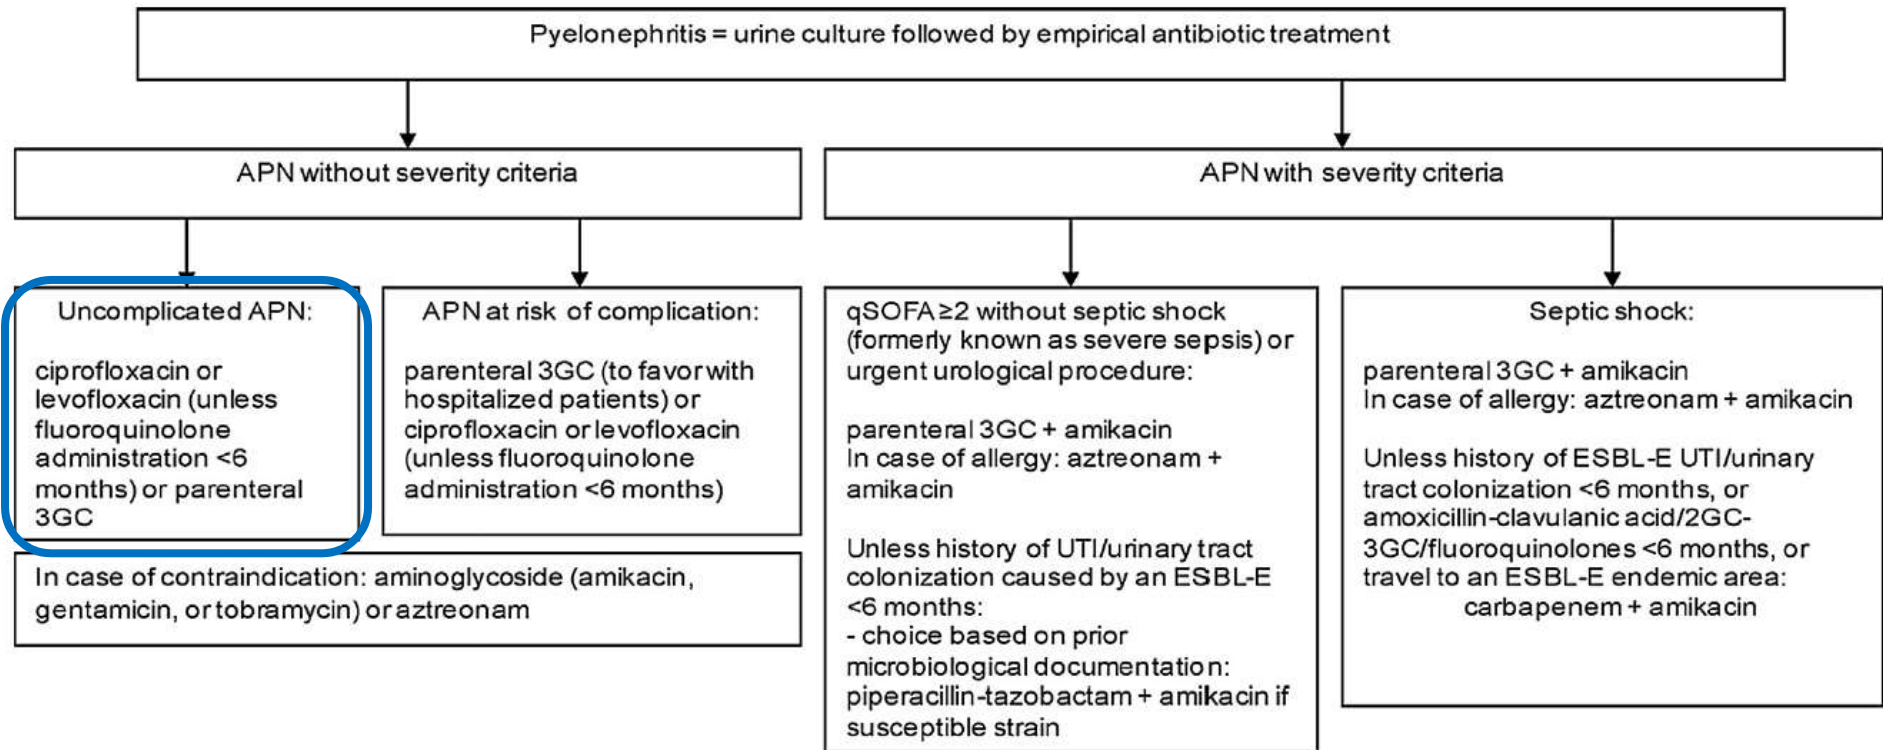 Pyelonephritis = urine culture followed by empirical antibiotic treatment
APN without severity criteria
APN with severity criteria
Uncomplicated APN:
ciprofloxacin or
levofloxacin (unless
fluoroquinolone
administration <6
months) or parenteral
3GC
APN at risk of complication:
parenteral 3GC (to favor with
hospitalized patients) or
ciprofloxacin or levofloxacin
(unless fluoroquinolone
administration <6 months)
In case of contraindication: aminoglycoside (amikacin,
gentamicin, or tobramycin) or aztreonam
qSOFA ≥2 without septic shock
(formerly known as severe sepsis) or
urgent urological procedure:
parenteral 3GC + amikacin
In case of allergy: aztreonam +
amikacin
Unless history of UTI/urinary tract
colonization caused by an ESBL-E
<6 months:
- choice based on prior
microbiological documentation:
piperacillin-tazobactam + amikacin if
susceptible strain
Septic shock:
parenteral 3GC + amikacin
In case of allergy: aztreonam + amikacin
Unless history of ESBL-E UTI/urinary
tract colonization <6 months, or
amoxicillin-clavulanic acid/2GC-
3GC/fluoroquinolones <6 months, or
travel to an ESBL-E endemic area:
carbapenem + amikacin